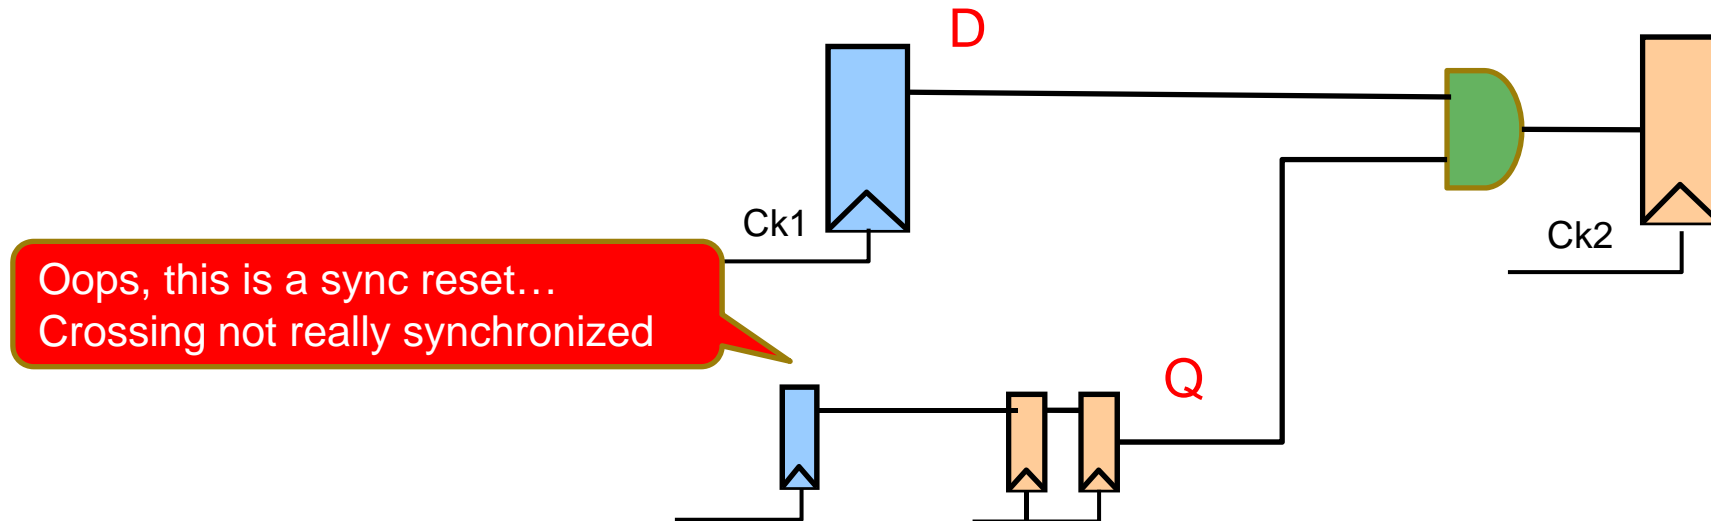 D
Ck1
Ck2
Oops, this is a sync reset…
Crossing not really synchronized
Q